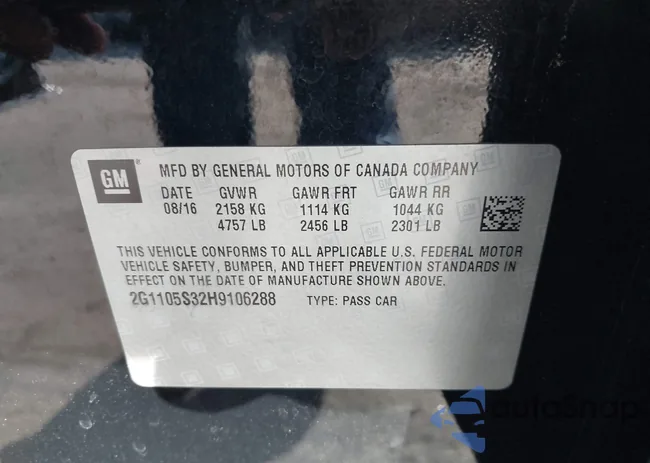 GM
MFD BY GENERAL MOTORS OF CANADA COMPANY
DATE GVWR GAWR FRT GAWR RR
08/16 2158 KG 1114 KG 1044 KG
4757 LB 2456 LB 2301 LB
THIS VEHICLE CONFORMS TO ALL APPLICABLE U.S. FEDERAL MOTOR
VEHICLE SAFETY, BUMPER, AND THEFT PREVENTION STANDARDS IN
EFFECT ON THE DATE OF MANUFACTURE SHOWN ABOVE.
2G1105S32H9106288 TYPE: PASS CAR
autoSnap